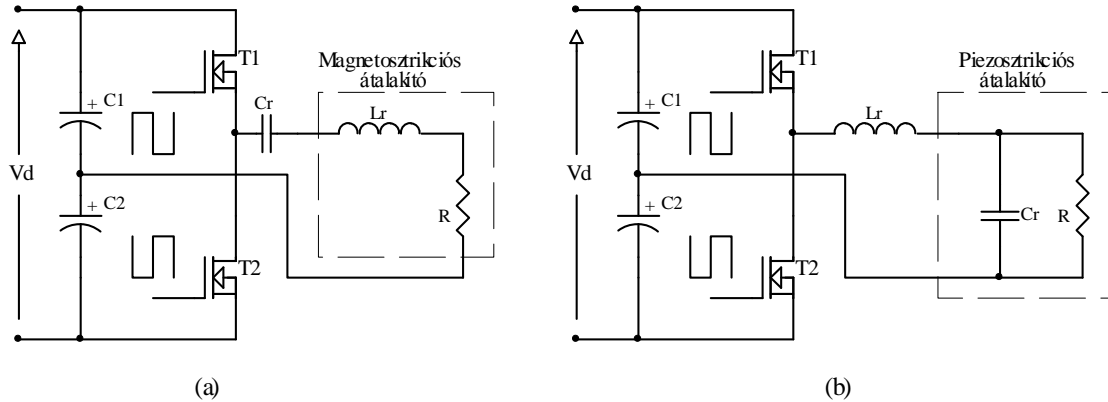 T1
Magnetosztrikciós
átalakító
+ C1
Cr
Lr
Vd
+ C2
R
T2
(a)
T1
Piezosztrikciós
átalakító
+ C1
Lr
Vd
+ C2
Cr
R
T2
(b)